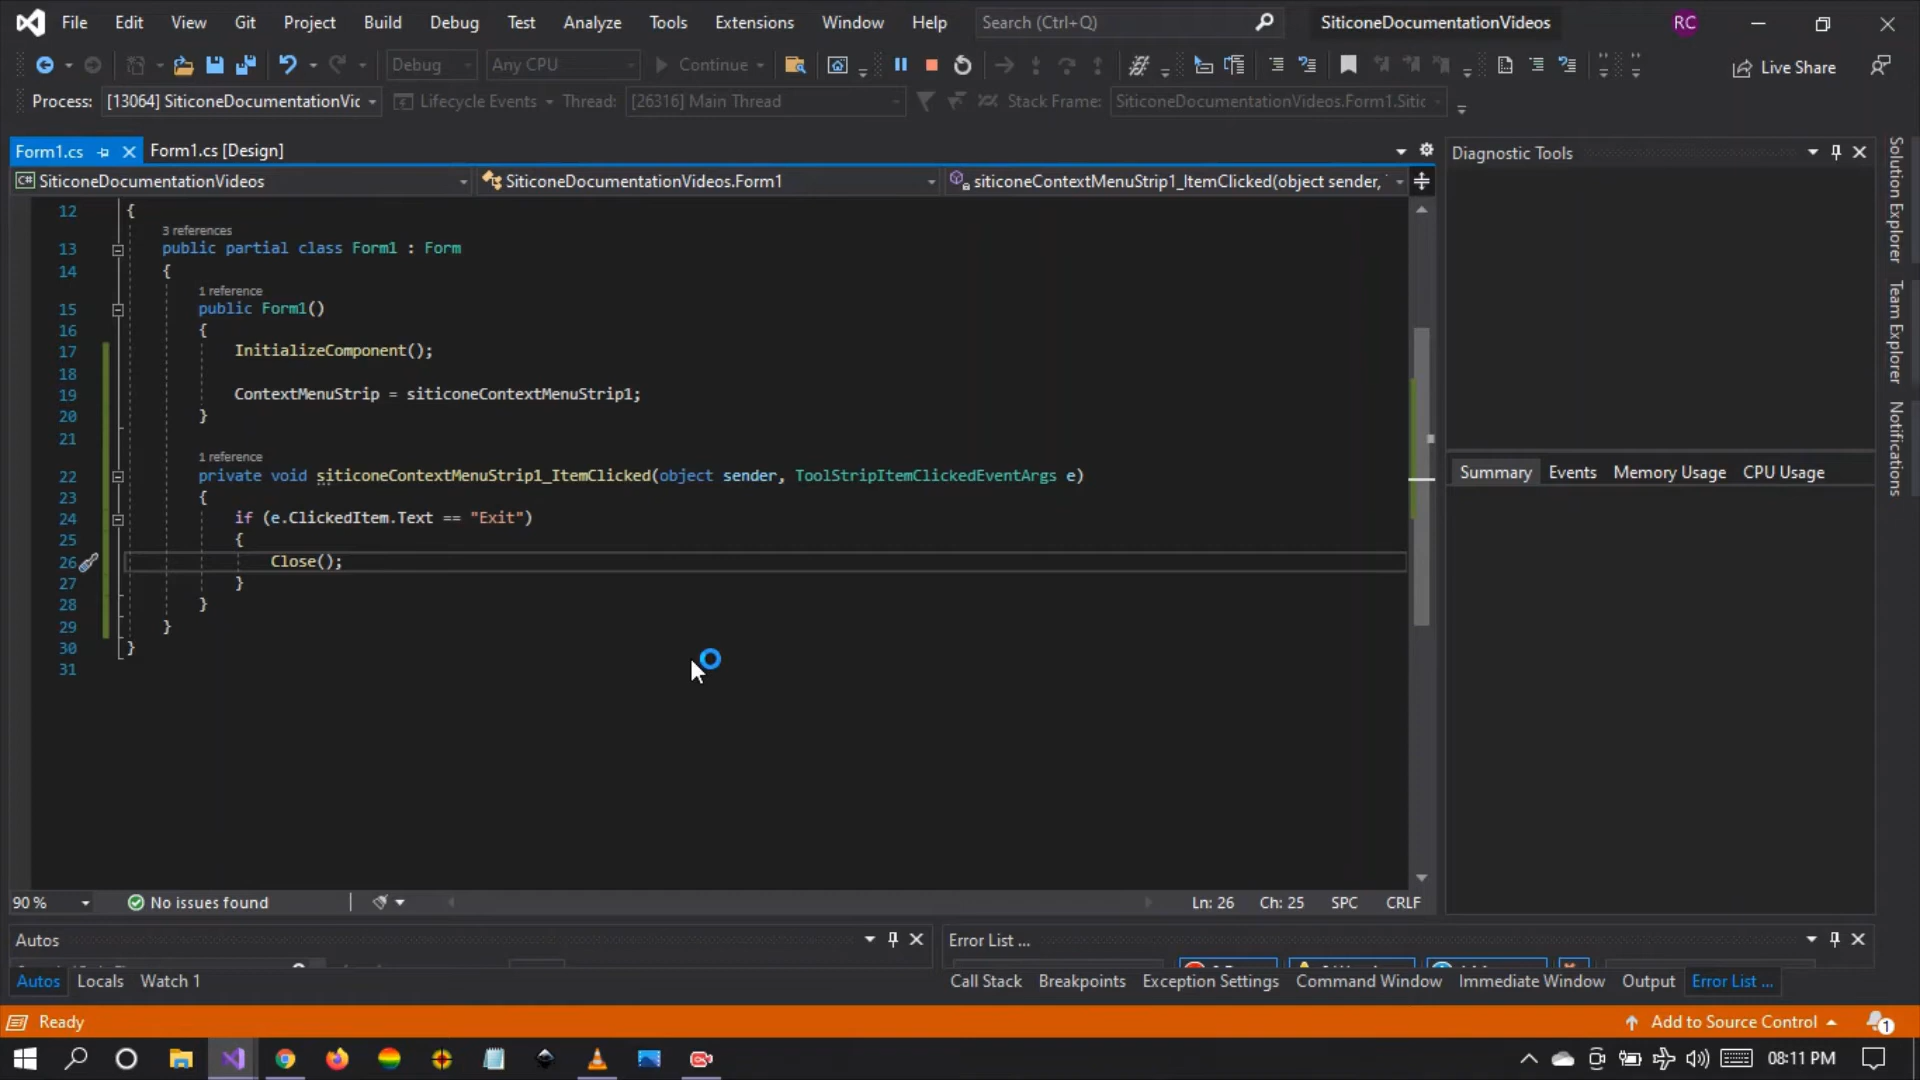 File Edit View Git Project Build Debug Test Analyze Tools Extensions Window Help Search (Ctrl+Q) SiticoneDocumentationVideos RC
Debug Any CPU Continue Live Share
Process: [13064] SiticoneDocumentationVic Lifecycle Events Thread: [26316] Main Thread Stack Frame: SiticoneDocumentationVideos.Form1.Sitic
Form1.cs Form1.cs [Design]
SiticoneDocumentationVideos SiticoneDocumentationVideos.Form1 siticoneContextMenuStrip1_ItemClicked(object sender,
12 {
3 references
13 public partial class Form1 : Form
14 {
1 reference
15 public Form1()
16 {
17 InitializeComponent();
18
19 ContextMenuStrip = siticoneContextMenuStrip1;
20 }
21
1 reference
22 private void siticoneContextMenuStrip1_ItemClicked(object sender, ToolStripItemClickedEventArgs e)
23 {
24 if (e.ClickedItem.Text == "Exit")
25 {
26 Close();
27 }
28 }
29 }
30 }
31
90 % No issues found Ln: 26 Ch: 25 SPC CRLF
Diagnostic Tools
Summary Events Memory Usage CPU Usage
Solution Explorer
Team Explorer
Notifications
Autos
Autos Locals Watch 1
Error List ...
Call Stack Breakpoints Exception Settings Command Window Immediate Window Output Error List ...
Ready Add to Source Control 1
08:11 PM